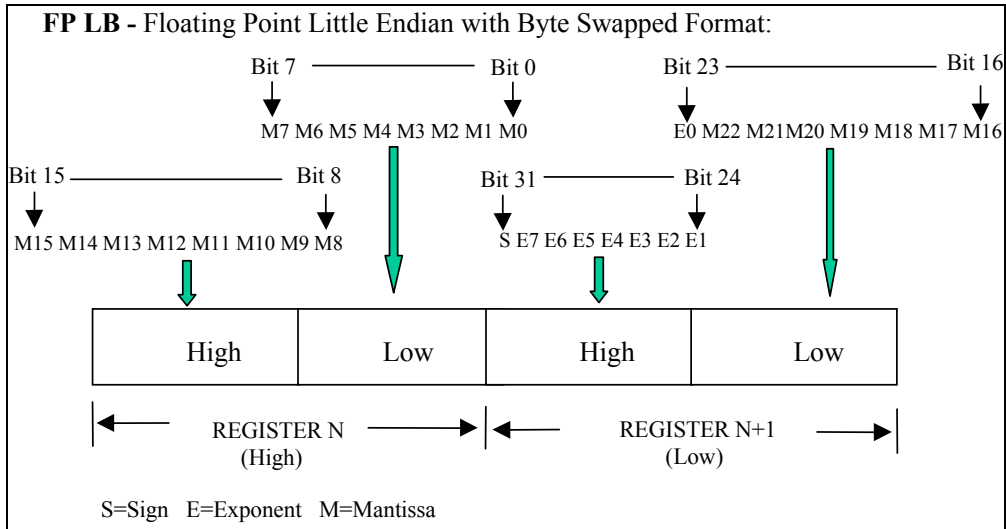 FP LB - Floating Point Little Endian with Byte Swapped Format:
Bit 7 Bit 0 Bit 23 Bit 16
M7 M6 M5 M4 M3 M2 M1 M0 E0 M22 M21M20 M19 M18 M17 M16
Bit 15 Bit 8 Bit 31 Bit 24
M15 M14 M13 M12 M11 M10 M9 M8 S E7 E6 E5 E4 E3 E2 E1
High Low High Low
REGISTER N REGISTER N+1
(High) (Low)
S=Sign E=Exponent M=Mantissa